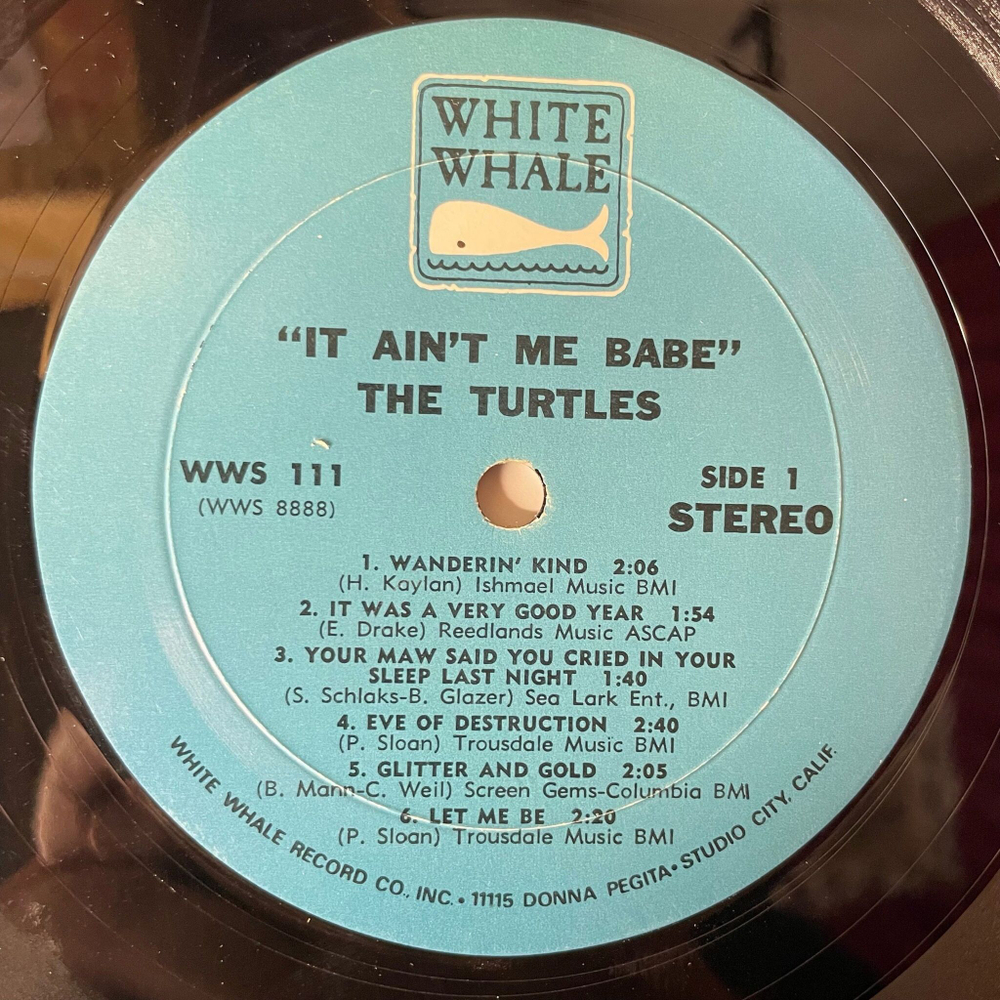 WHITE
WHALE
"IT AIN'T ME BABE"
THE TURTLES
WWS 111
(WWS 8888)
SIDE 1
STEREO
1. WANDERIN' KIND 2:06
(H. Kaylan) Ishmael Music BMI
2. IT WAS A VERY GOOD YEAR 1:54
(E. Drake) Reedlands Music ASCAP
3. YOUR MAW SAID YOU CRIED IN YOUR
SLEEP LAST NIGHT 1:40
(S. Schlaks-B. Glazer) Sea Lark Ent., BMI
4. EVE OF DESTRUCTION 2:40
(P. Sloan) Trousdale Music BMI
5. GLITTER AND GOLD 2:05
(B. Mann-C. Weil) Screen Gems-Columbia BMI
6. LET ME BE 2:20
(P. Sloan) Trousdale Music BMI
WHITE WHALE RECORD CO., INC. • 11115 DONNA PEGITA • STUDIO CITY, CALIF.